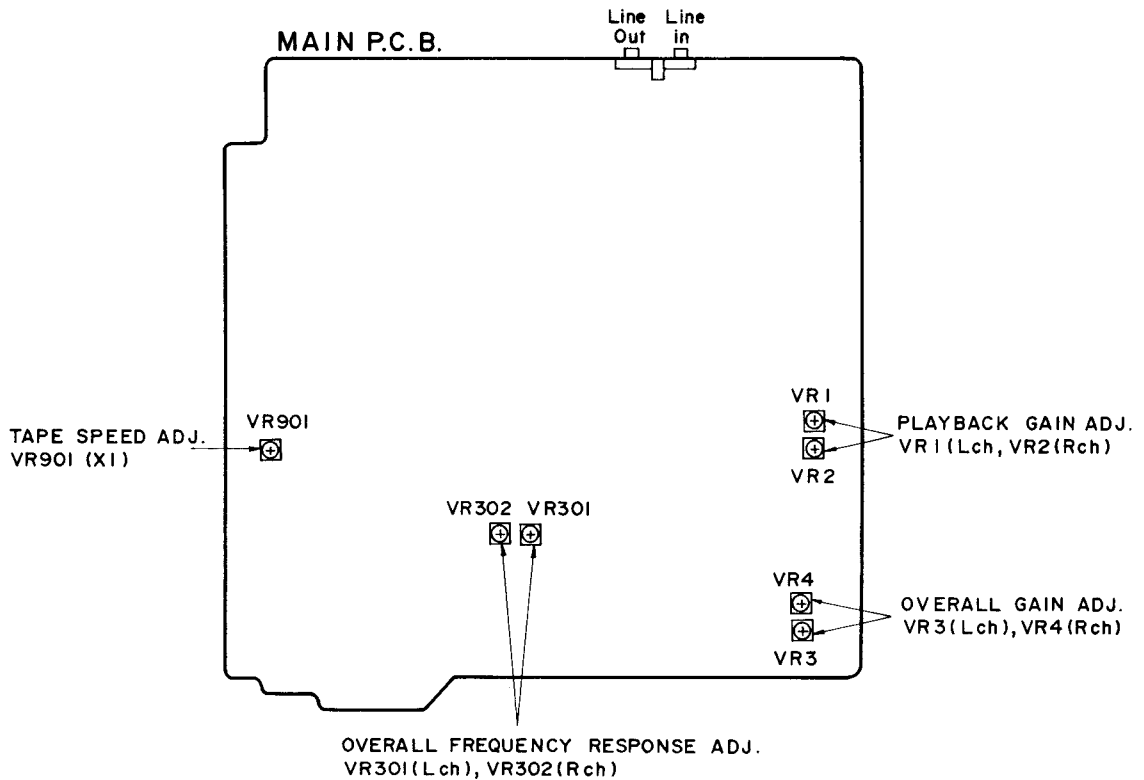 Line Line
Out in
MAIN P.C.B.
VR1
VR901
PLAYBACK GAIN ADJ.
TAPE SPEED ADJ.
VR1(Lch, VR2(Rch)
VR901 (X1)
VR2
VR302 VR301
VR4
OVERALL GAIN ADJ.
VR3(Lch), VR4(Rch)
VR3
OVERALL FREQUENCY RESPONSE ADJ.
VR301(Lch), VR302(Rch)